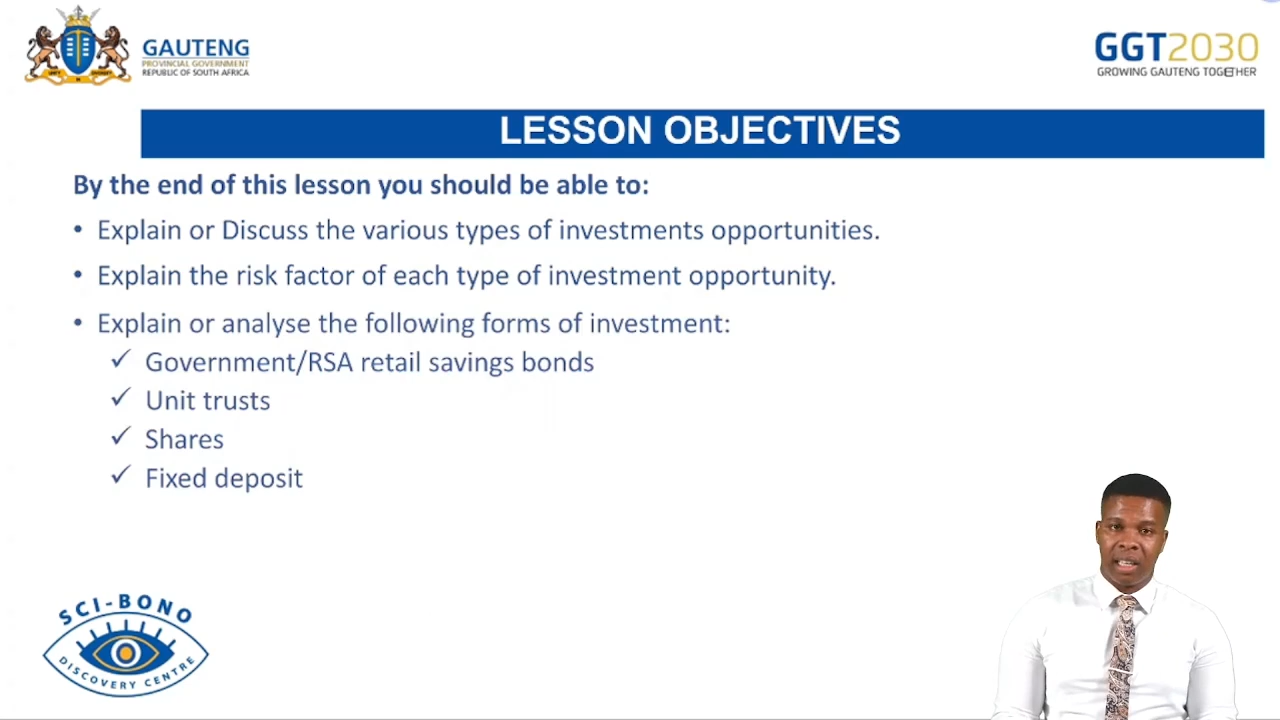 GAUTENG
PROVINCIAL GOVERNMENT
REPUBLIC OF SOUTH AFRICA
UNITY IN DIVERSITY
GGT2030
GROWING GAUTENG TOGETHER
LESSON OBJECTIVES
By the end of this lesson you should be able to:
• Explain or Discuss the various types of investments opportunities.
• Explain the risk factor of each type of investment opportunity.
• Explain or analyse the following forms of investment:
✓ Government/RSA retail savings bonds
✓ Unit trusts
✓ Shares
✓ Fixed deposit
SCI-BONO
DISCOVERY CENTRE